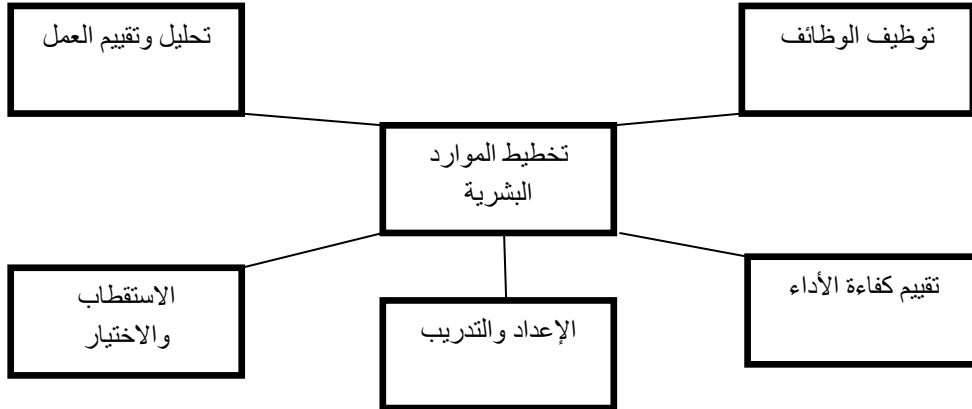 توظيف الوظائف
تحليل وتقييم العمل
تخطيط الموارد
البشرية
تقييم كفاءة الأداء
الإعداد والتدريب
الاستقطاب
والاختيار